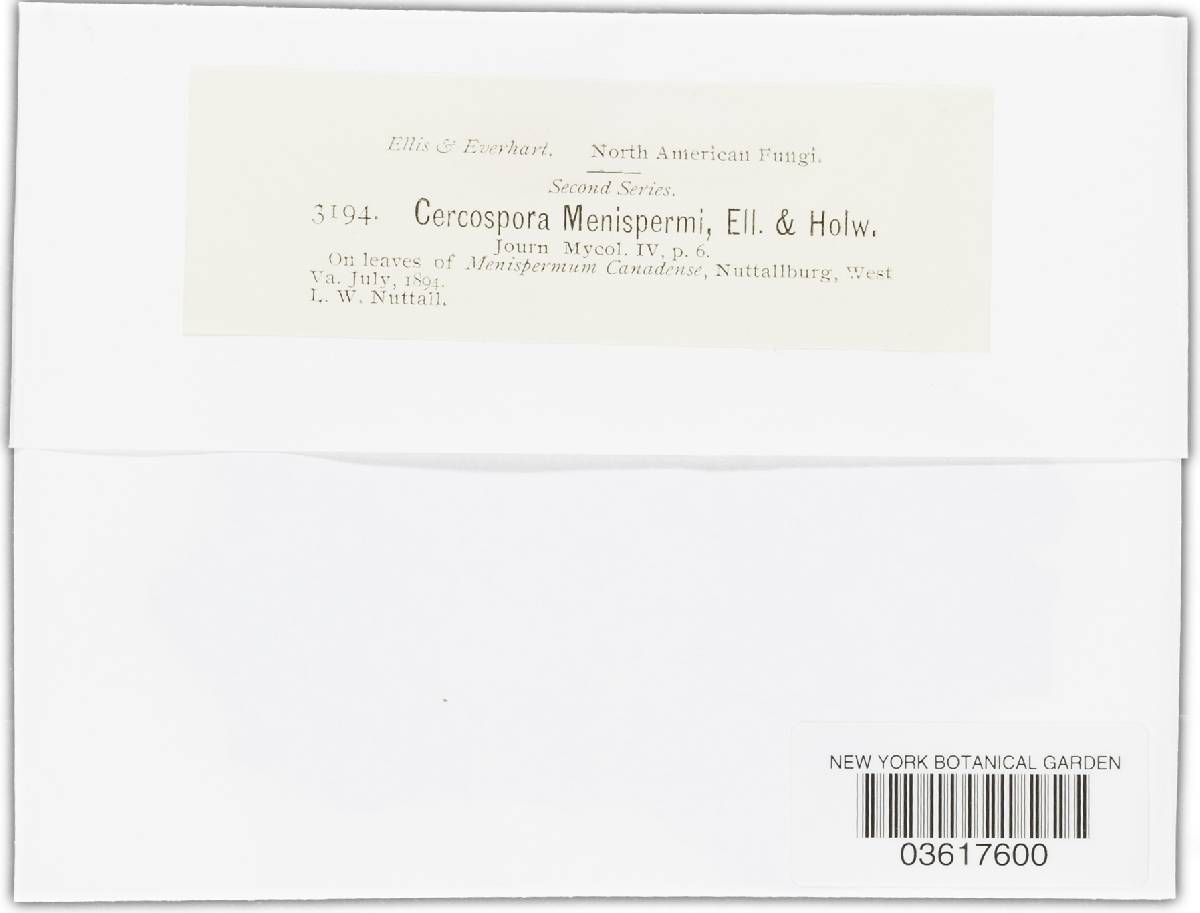 Ellis & Everhart. North American Fungi.
Second Series.
3194. Cercospora Menispermi, Ell. & Holw.
Journ Mycol. IV, p. 6.
On leaves of Menispermum Canadense, Nuttallburg, West
Va. July, 1894.
L. W. Nuttall.
NEW YORK BOTANICAL GARDEN
03617600